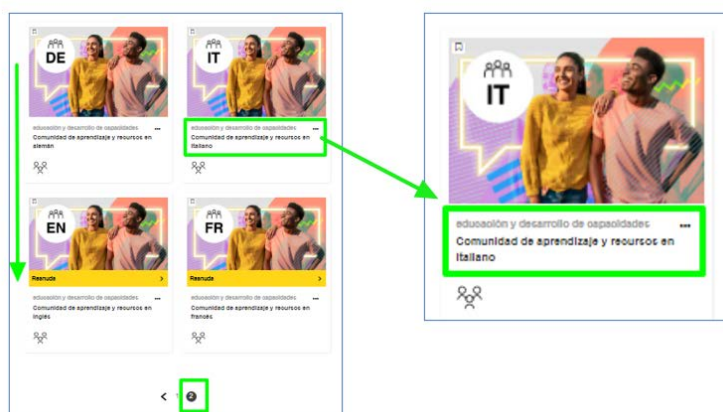 DE
educación y desarrollo de capacidades ...
Comunidad de aprendizaje y recursos en
alemán
IT
educación y desarrollo de capacidades ...
Comunidad de aprendizaje y recursos en
italiano
EN
Reanuda >
educación y desarrollo de capacidades ...
Comunidad de aprendizaje y recursos en
inglés
FR
Reanuda >
educación y desarrollo de capacidades ...
Comunidad de aprendizaje y recursos en
francés
< 1 2
IT
educación y desarrollo de capacidades ...
Comunidad de aprendizaje y recursos en
italiano